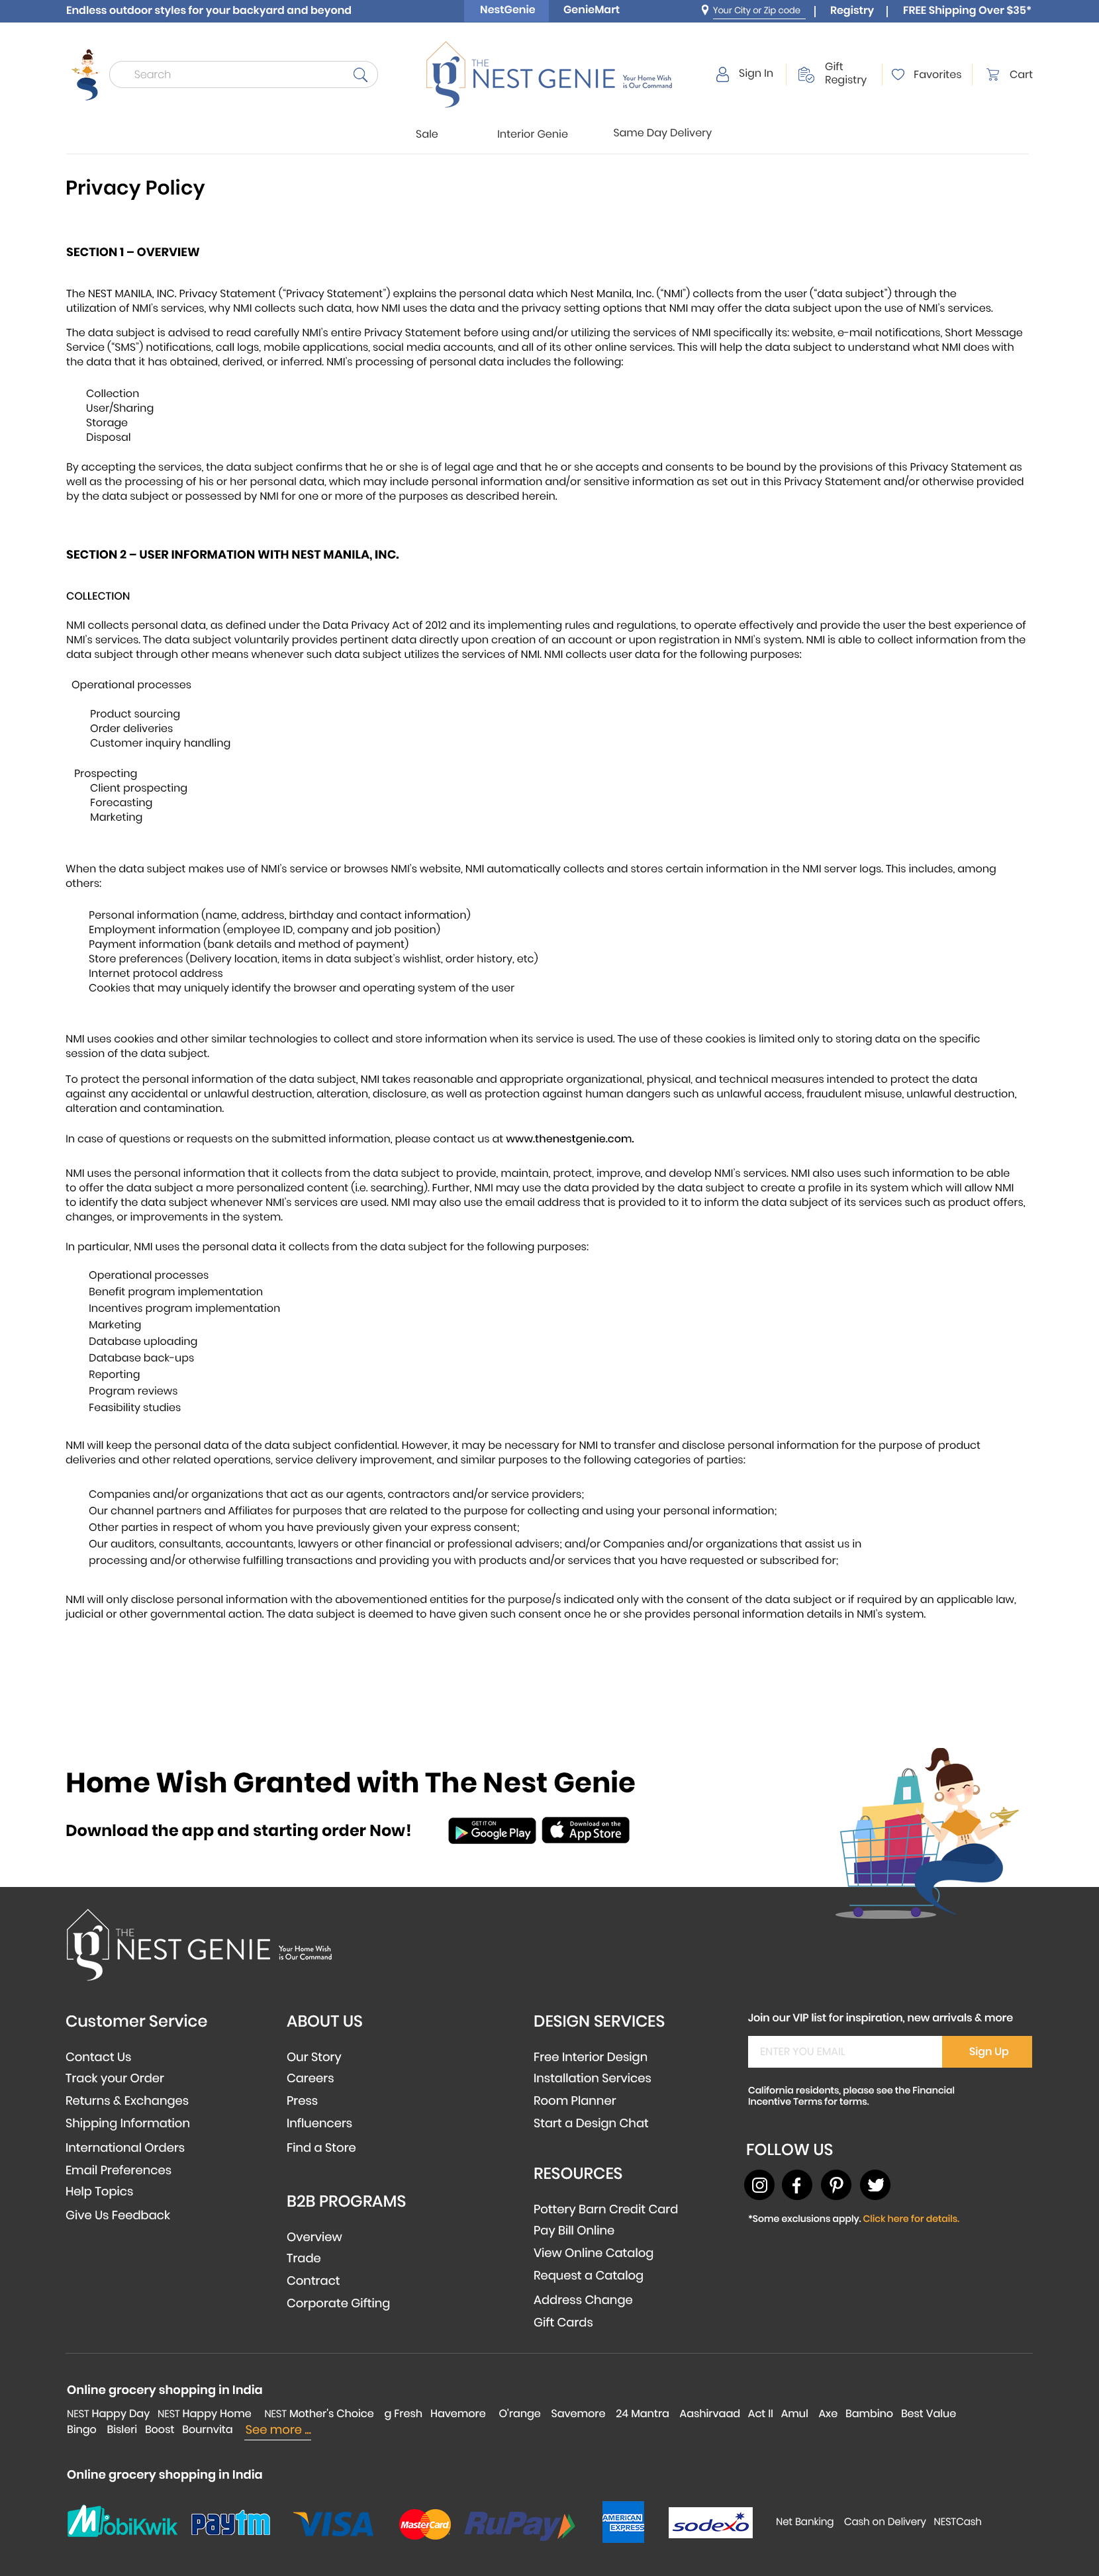 Endless outdoor styles for your backyard and beyond
NestGenie GenieMart
Your City or Zip code | Registry | FREE Shipping Over $35*
Search
THE
NEST GENIE
Your Home Wish
is Our Command
Sign In
Gift
Registry
Favorites
Cart
Sale Interior Genie Same Day Delivery
Privacy Policy
SECTION 1 – OVERVIEW
The NEST MANILA, INC. Privacy Statement (“Privacy Statement”) explains the personal data which Nest Manila, Inc. (“NMI”) collects from the user (“data subject”) through the
utilization of NMI’s services, why NMI collects such data, how NMI uses the data and the privacy setting options that NMI may offer the data subject upon the use of NMI’s services.
The data subject is advised to read carefully NMI’s entire Privacy Statement before using and/or utilizing the services of NMI specifically its: website, e-mail notifications, Short Message
Service (“SMS”) notifications, call logs, mobile applications, social media accounts, and all of its other online services. This will help the data subject to understand what NMI does with
the data that it has obtained, derived, or inferred. NMI’s processing of personal data includes the following:
Collection
User/Sharing
Storage
Disposal
By accepting the services, the data subject confirms that he or she is of legal age and that he or she accepts and consents to be bound by the provisions of this Privacy Statement as
well as the processing of his or her personal data, which may include personal information and/or sensitive information as set out in this Privacy Statement and/or otherwise provided
by the data subject or possessed by NMI for one or more of the purposes as described herein.
SECTION 2 – USER INFORMATION WITH NEST MANILA, INC.
COLLECTION
NMI collects personal data, as defined under the Data Privacy Act of 2012 and its implementing rules and regulations, to operate effectively and provide the user the best experience of
NMI’s services. The data subject voluntarily provides pertinent data directly upon creation of an account or upon registration in NMI’s system. NMI is able to collect information from the
data subject through other means whenever such data subject utilizes the services of NMI. NMI collects user data for the following purposes:
Operational processes
Product sourcing
Order deliveries
Customer inquiry handling
Prospecting
Client prospecting
Forecasting
Marketing
When the data subject makes use of NMI’s service or browses NMI’s website, NMI automatically collects and stores certain information in the NMI server logs. This includes, among
others:
Personal information (name, address, birthday and contact information)
Employment information (employee ID, company and job position)
Payment information (bank details and method of payment)
Store preferences (Delivery location, items in data subject’s wishlist, order history, etc)
Internet protocol address
Cookies that may uniquely identify the browser and operating system of the user
NMI uses cookies and other similar technologies to collect and store information when its service is used. The use of these cookies is limited only to storing data on the specific
session of the data subject.
To protect the personal information of the data subject, NMI takes reasonable and appropriate organizational, physical, and technical measures intended to protect the data
against any accidental or unlawful destruction, alteration, disclosure, as well as protection against human dangers such as unlawful access, fraudulent misuse, unlawful destruction,
alteration and contamination.
In case of questions or requests on the submitted information, please contact us at www.thenestgenie.com.
NMI uses the personal information that it collects from the data subject to provide, maintain, protect, improve, and develop NMI’s services. NMI also uses such information to be able
to offer the data subject a more personalized content (i.e. searching). Further, NMI may use the data provided by the data subject to create a profile in its system which will allow NMI
to identify the data subject whenever NMI’s services are used. NMI may also use the email address that is provided to it to inform the data subject of its services such as product offers,
changes, or improvements in the system.
In particular, NMI uses the personal data it collects from the data subject for the following purposes:
Operational processes
Benefit program implementation
Incentives program implementation
Marketing
Database uploading
Database back-ups
Reporting
Program reviews
Feasibility studies
NMI will keep the personal data of the data subject confidential. However, it may be necessary for NMI to transfer and disclose personal information for the purpose of product
deliveries and other related operations, service delivery improvement, and similar purposes to the following categories of parties:
Companies and/or organizations that act as our agents, contractors and/or service providers;
Our channel partners and Affiliates for purposes that are related to the purpose for collecting and using your personal information;
Other parties in respect of whom you have previously given your express consent;
Our auditors, consultants, accountants, lawyers or other financial or professional advisers; and/or Companies and/or organizations that assist us in
processing and/or otherwise fulfilling transactions and providing you with products and/or services that you have requested or subscribed for;
NMI will only disclose personal information with the abovementioned entities for the purpose/s indicated only with the consent of the data subject or if required by an applicable law,
judicial or other governmental action. The data subject is deemed to have given such consent once he or she provides personal information details in NMI’s system.
Home Wish Granted with The Nest Genie
Download the app and starting order Now!
GET IT ON
Google Play
Download on the
App Store
THE
NEST GENIE
Your Home Wish
is Our Command
Customer Service
Contact Us
Track your Order
Returns & Exchanges
Shipping Information
International Orders
Email Preferences
Help Topics
Give Us Feedback
ABOUT US
Our Story
Careers
Press
Influencers
Find a Store
B2B PROGRAMS
Overview
Trade
Contract
Corporate Gifting
DESIGN SERVICES
Free Interior Design
Installation Services
Room Planner
Start a Design Chat
RESOURCES
Pottery Barn Credit Card
Pay Bill Online
View Online Catalog
Request a Catalog
Address Change
Gift Cards
Join our VIP list for inspiration, new arrivals & more
ENTER YOU EMAIL
Sign Up
California residents, please see the Financial
Incentive Terms for terms.
FOLLOW US
*Some exclusions apply. Click here for details.
Online grocery shopping in India
NEST Happy Day NEST Happy Home NEST Mother's Choice g Fresh Havemore O'range Savemore 24 Mantra Aashirvaad Act II Amul Axe Bambino Best Value
Bingo Bisleri Boost Bournvita See more ...
Online grocery shopping in India
MobiKwik paytm VISA MasterCard RuPay AMERICAN EXPRESS sodexo Net Banking Cash on Delivery NESTCash